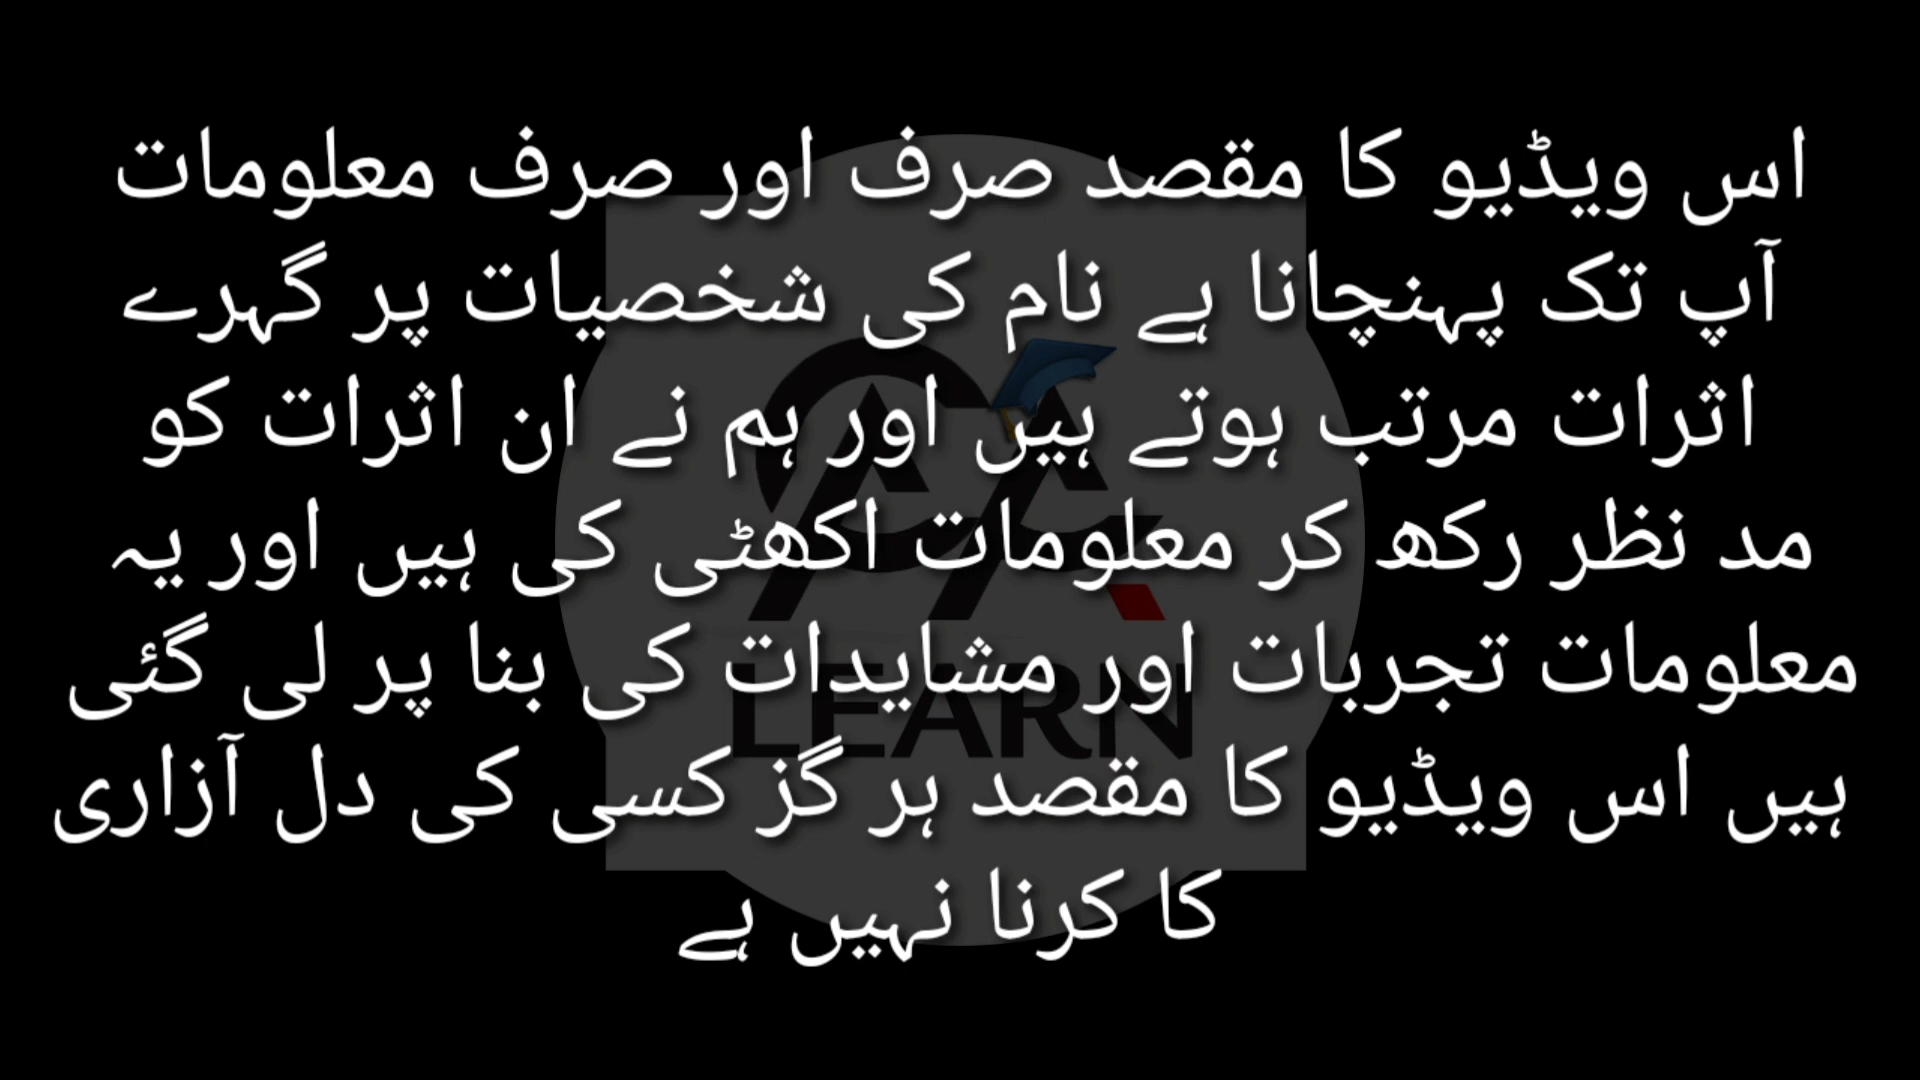 اس ویڈیو کا مقصد صرف اور صرف معلومات
آپ تک پہنچانا ہے نام کی شخصیات پر گہرے
اثرات مرتب ہوتے ہیں اور ہم نے ان اثرات کو
مد نظر رکھ کر معلومات اکھٹی کی ہیں اور یہ
معلومات تجربات اور مشایدات کی بنا پر لی گئی
ہیں اس ویڈیو کا مقصد ہر گز کسی کی دل آزاری
کا کرنا نہیں ہے
LEARN